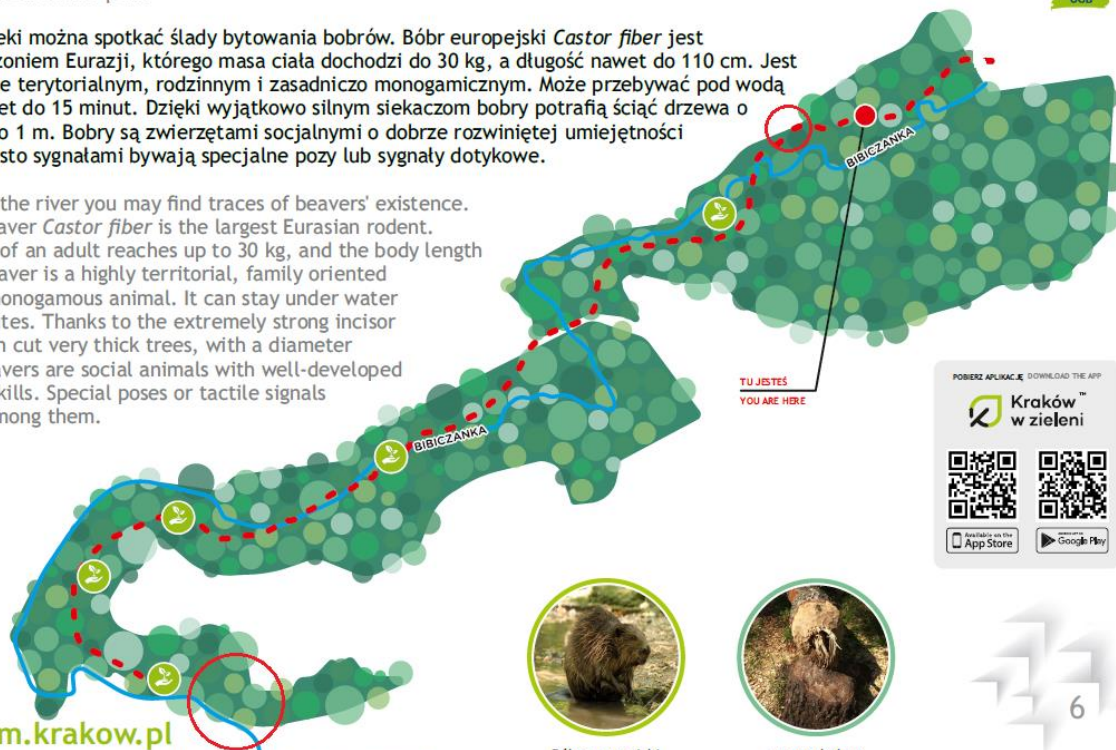 eki można spotkać ślady bytowania bobrów. Bóbr europejski Castor fiber jest
zoniem Eurazji, którego masa ciała dochodzi do 30 kg, a długość nawet do 110 cm. Jest
e terytorialnym, rodzinnym i zasadniczo monogamicznym. Może przebywać pod wodą
et do 15 minut. Dzięki wyjątkowo silnym siekaczom bobry potrafią ściąć drzewa o
o 1 m. Bobry są zwierzętami socjalnymi o dobrze rozwiniętej umiejętności
sto sygnałami bywają specjalne pozy lub sygnały dotykowe.
the river you may find traces of beavers' existence.
aver Castor fiber is the largest Eurasian rodent.
of an adult reaches up to 30 kg, and the body length
eaver is a highly territorial, family oriented
onogamous animal. It can stay under water
tes. Thanks to the extremely strong incisor
n cut very thick trees, with a diameter
avers are social animals with well-developed
kills. Special poses or tactile signals
mong them.
BIBICZANKA
TU JESTEŚ
YOU ARE HERE
BIBICZANKA
POBIERZ APLIKACJĘ DOWNLOAD THE APP
Kraków™
w zieleni
Available on the
App Store
Google Play
m.krakow.pl
6